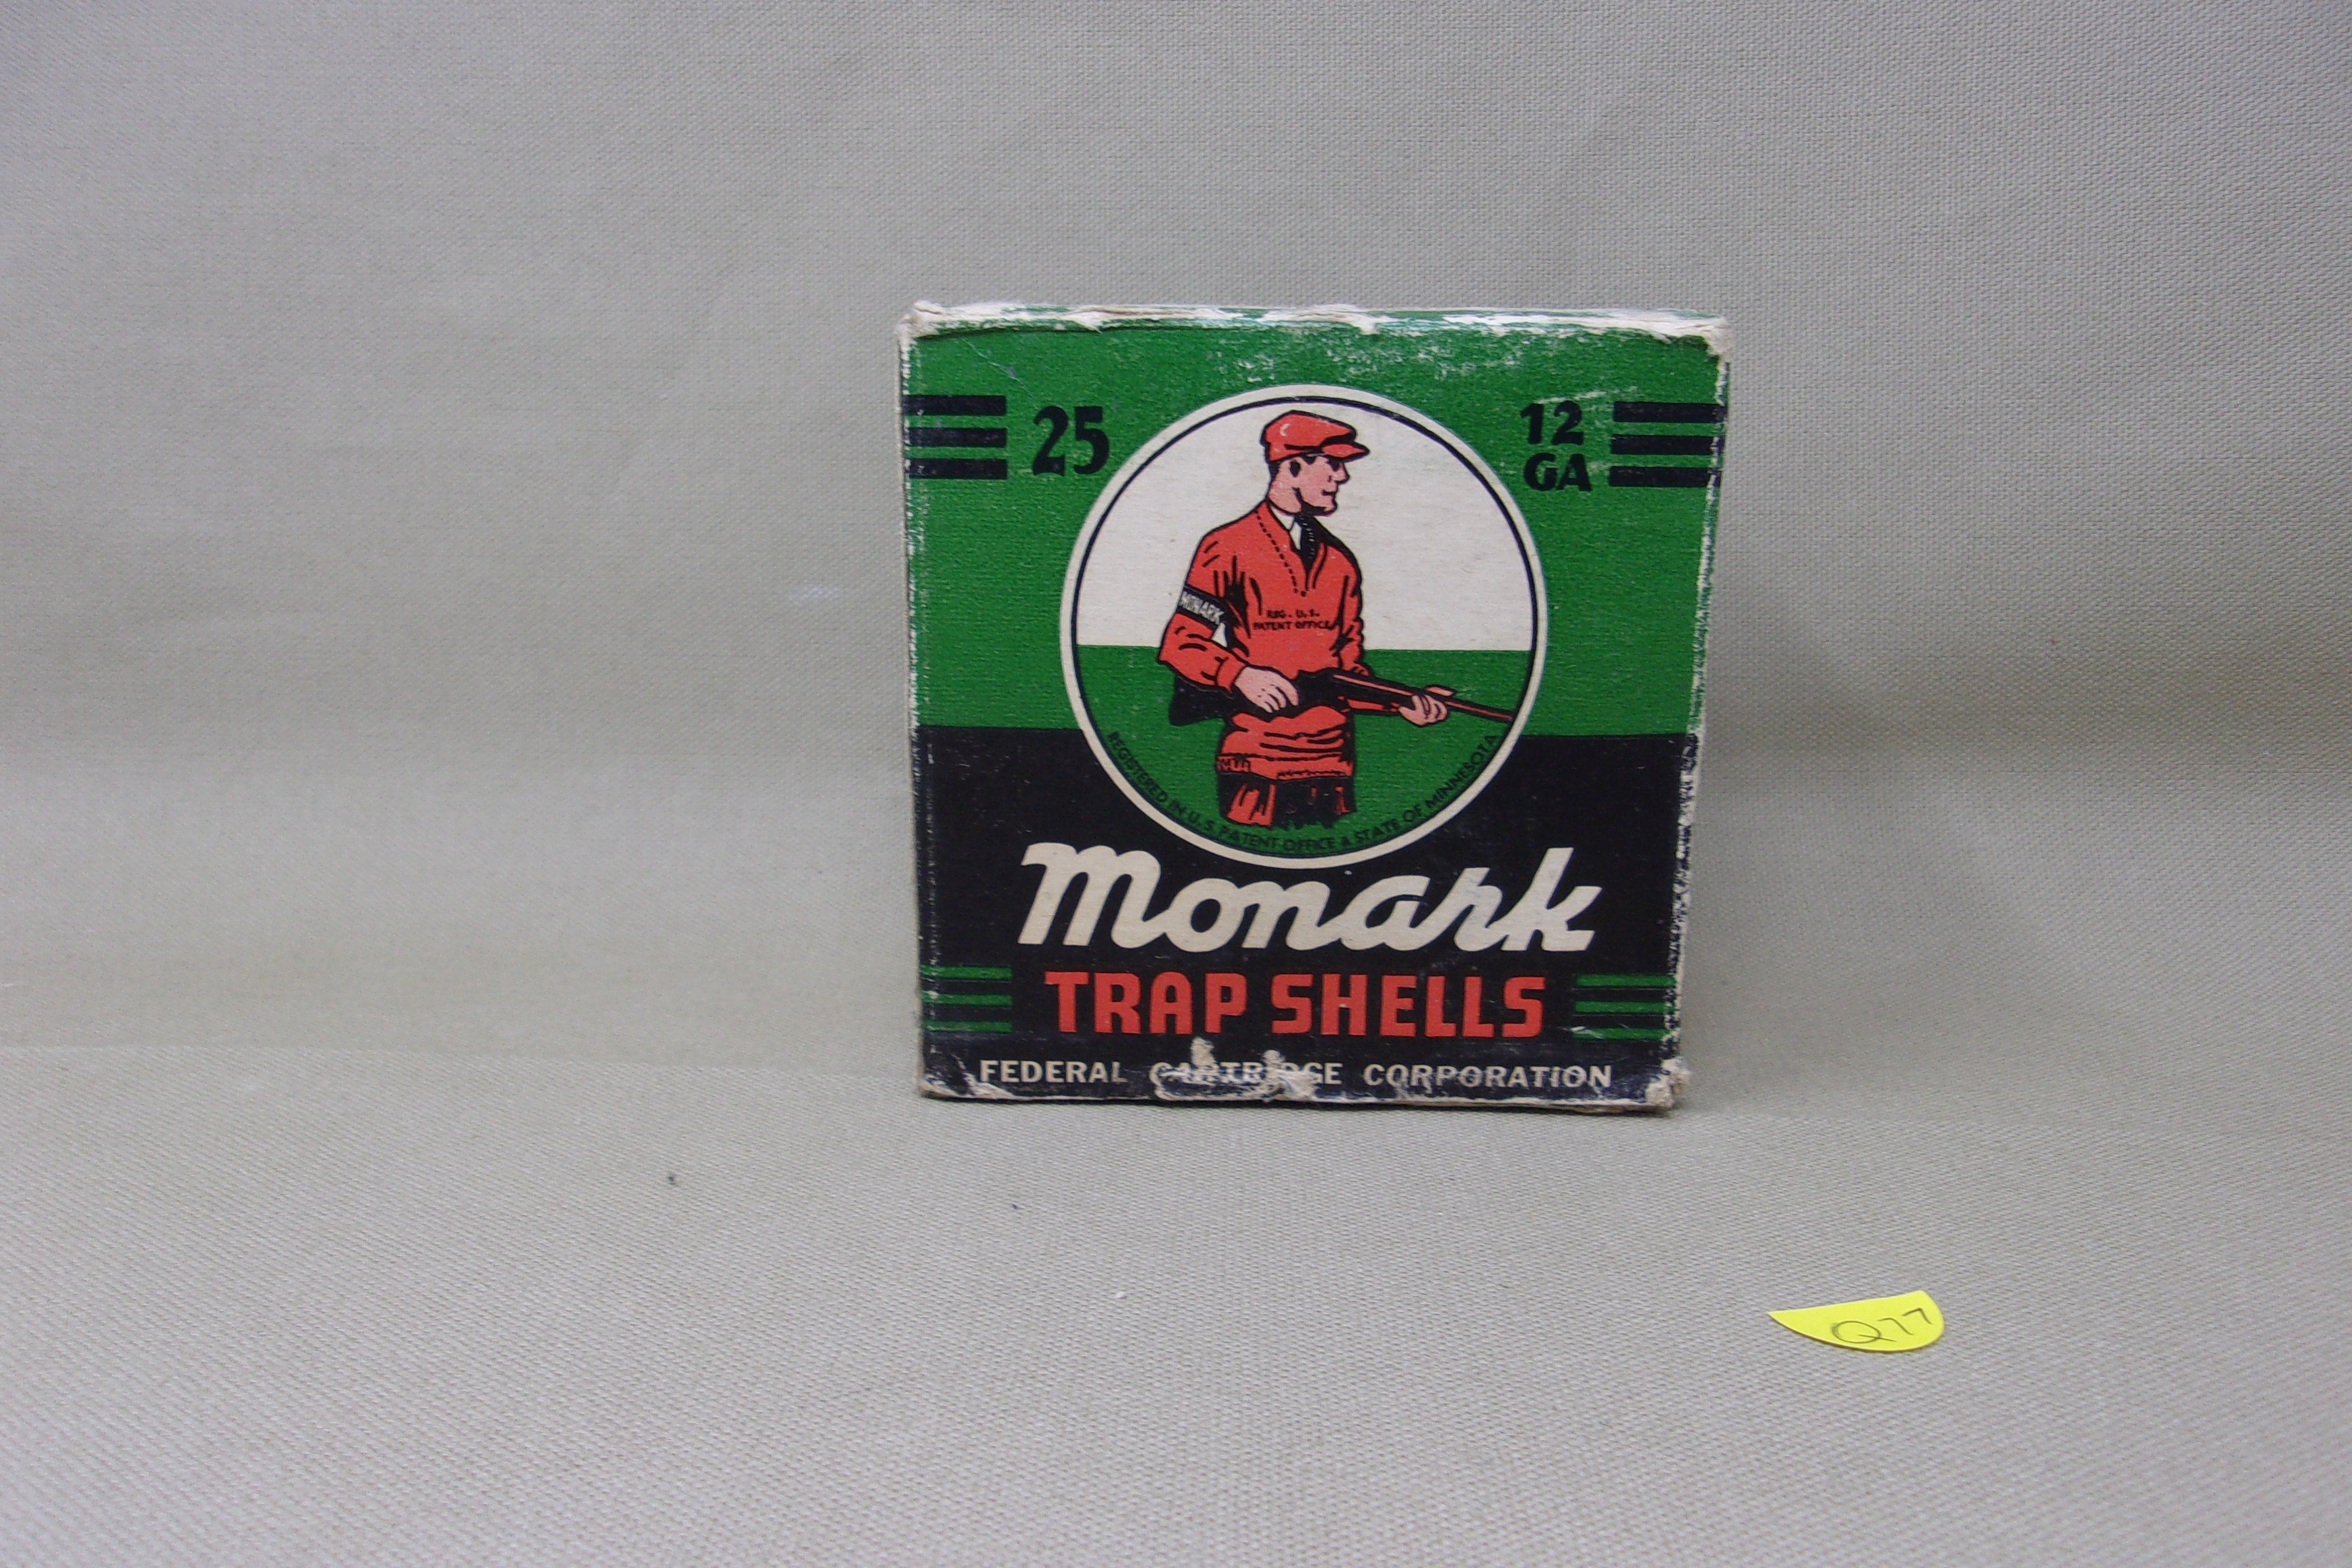 25
12
GA
MONARK
REG. U.S.
PATENT OFFICE
REGISTERED IN U.S. PATENT OFFICE & STATE OF MINNESOTA
Monark
TRAP SHELLS
FEDERAL CARTRIDGE CORPORATION
Q77